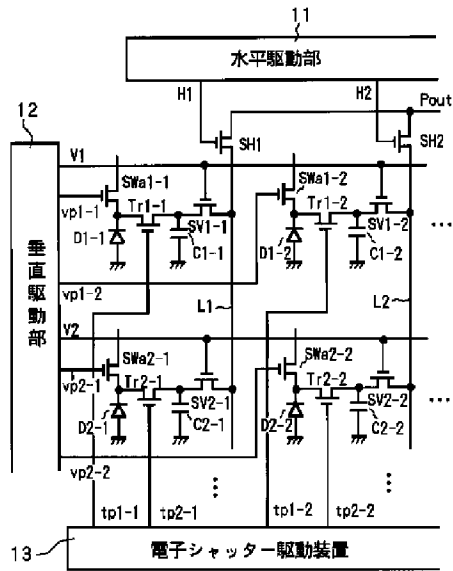 11
水平駆動部
H1 H2 Pout
12 SH1 SH2
V1
SWa1-1 SWa1-2
vp1-1 Tr1-1 Tr1-2
D1-1 SV1-1 D1-2 SV1-2
C1-1 C1-2
…
垂直駆動部
vp1-2 L1 L2
V2
SWa2-1 SWa2-2
vp2-1 Tr2-1 Tr2-2
D2-1 SV2-1 D2-2 SV2-2
C2-1 C2-2
…
vp2-2
tp1-1 tp2-1 tp1-2 tp2-2
13 電子シャッター駆動装置